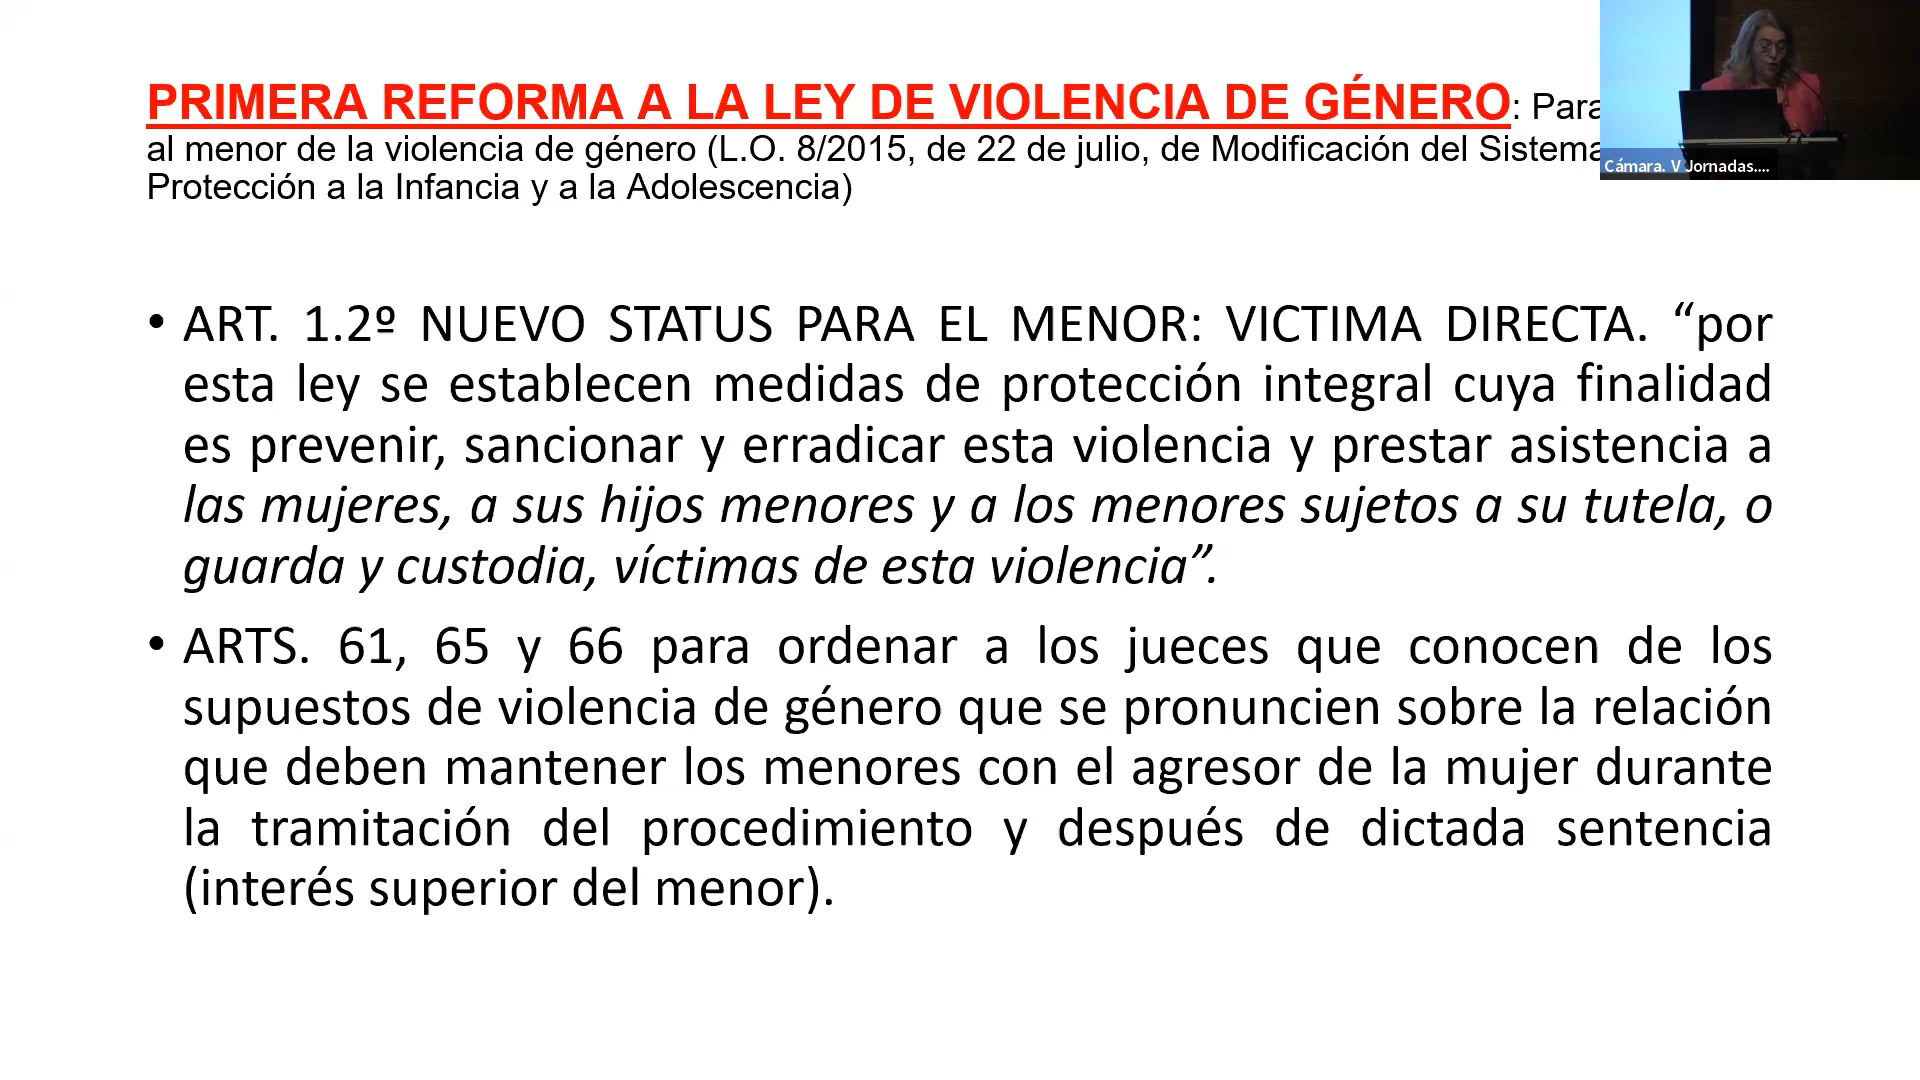 PRIMERA REFORMA A LA LEY DE VIOLENCIA DE GÉNERO: Para
al menor de la violencia de género (L.O. 8/2015, de 22 de julio, de Modificación del Sistema
Protección a la Infancia y a la Adolescencia)
Cámara. V Jornadas....
• ART. 1.2º NUEVO STATUS PARA EL MENOR: VICTIMA DIRECTA. “por
esta ley se establecen medidas de protección integral cuya finalidad
es prevenir, sancionar y erradicar esta violencia y prestar asistencia a
las mujeres, a sus hijos menores y a los menores sujetos a su tutela, o
guarda y custodia, víctimas de esta violencia”.
• ARTS. 61, 65 y 66 para ordenar a los jueces que conocen de los
supuestos de violencia de género que se pronuncien sobre la relación
que deben mantener los menores con el agresor de la mujer durante
la tramitación del procedimiento y después de dictada sentencia
(interés superior del menor).